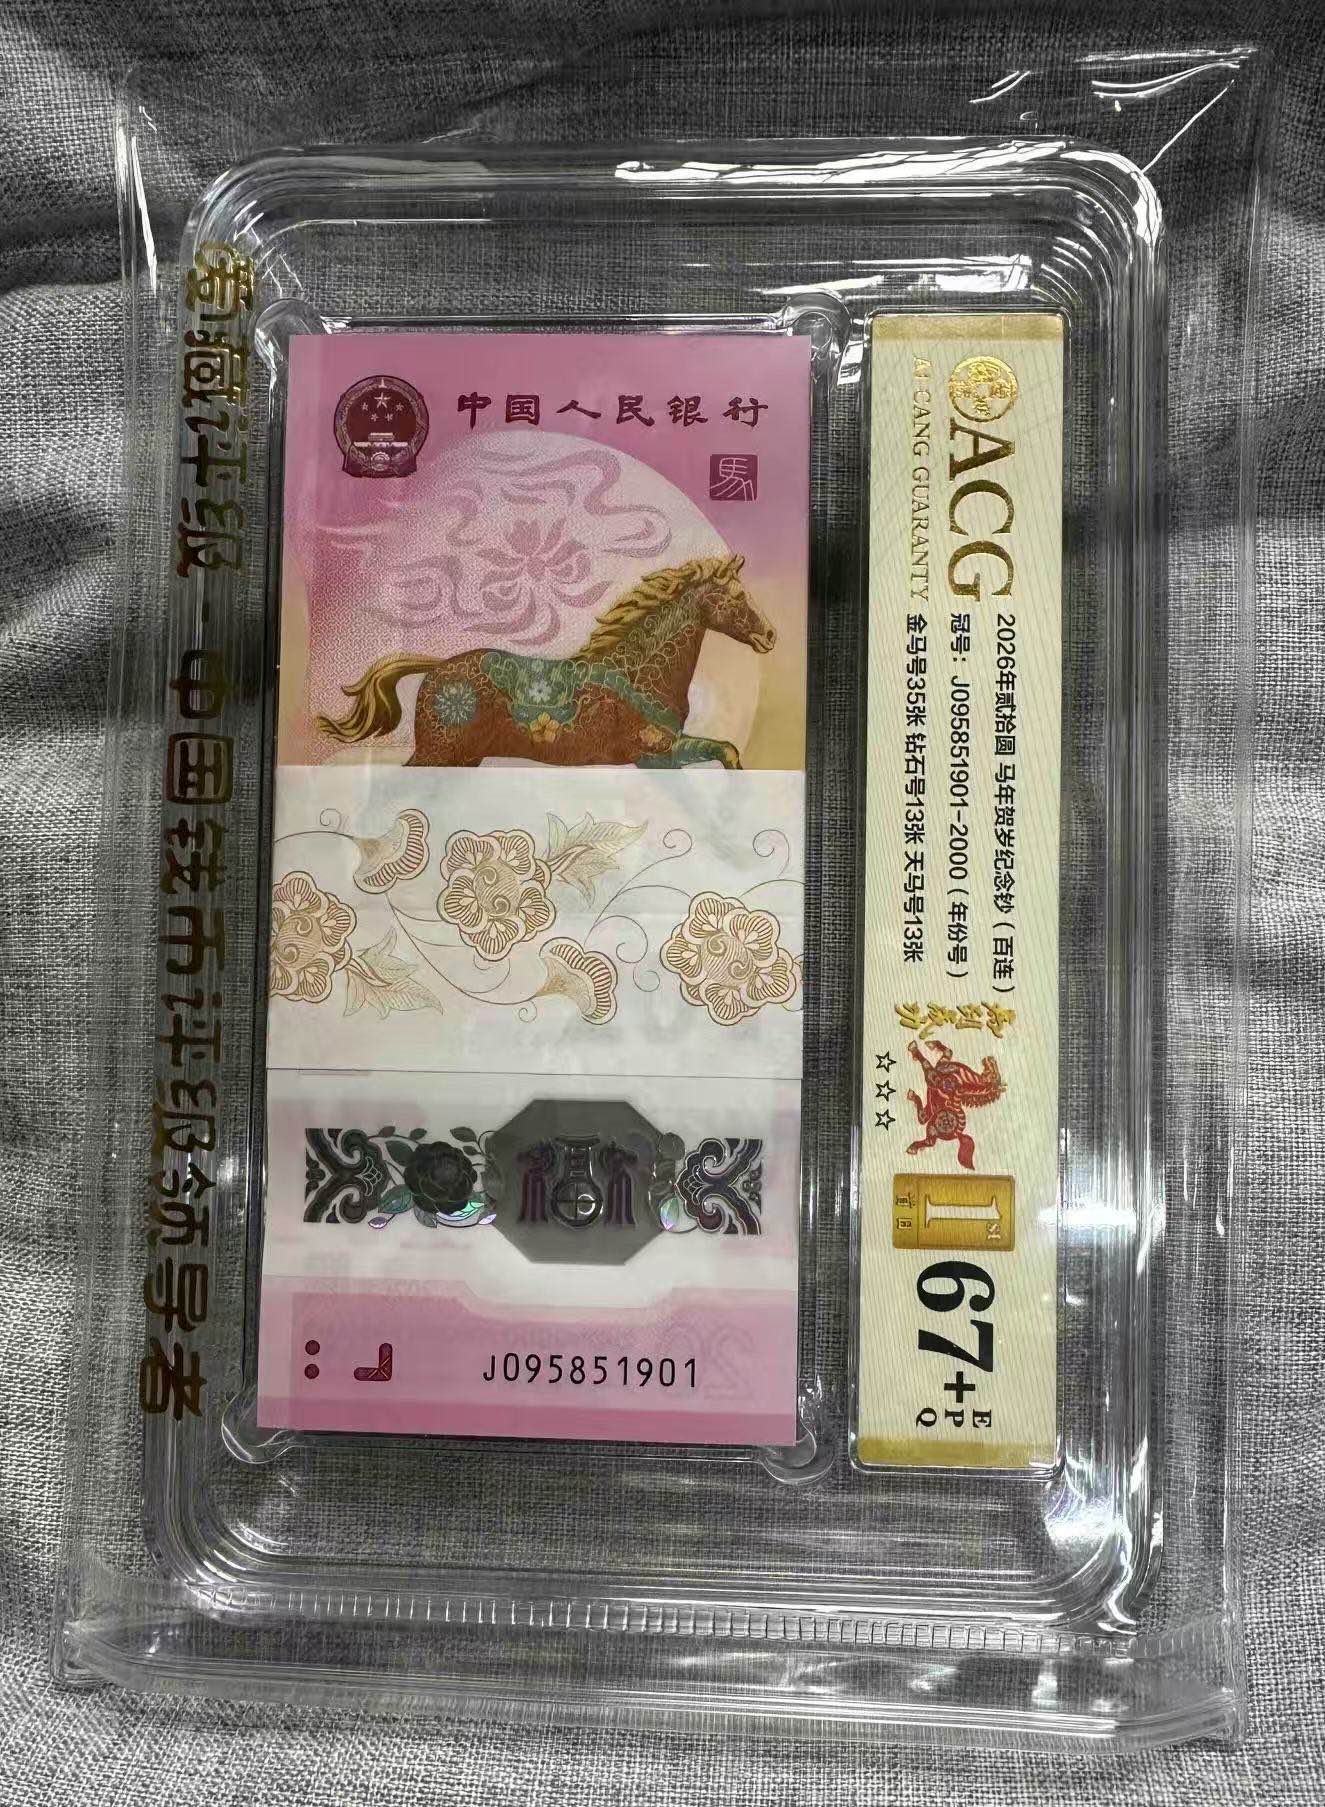 中国人民银行
馬
J095851901
ACG
AI CANG GUARANTY
2026年贰拾圆 马年贺岁纪念钞（百连）
冠号：J095851901-2000（年份号）
金马号35张 钻石号13张 天马号13张
马到成功
☆☆☆
1ST
首日
67+
E
P
Q
爱藏评级-中国钱币评级领导者